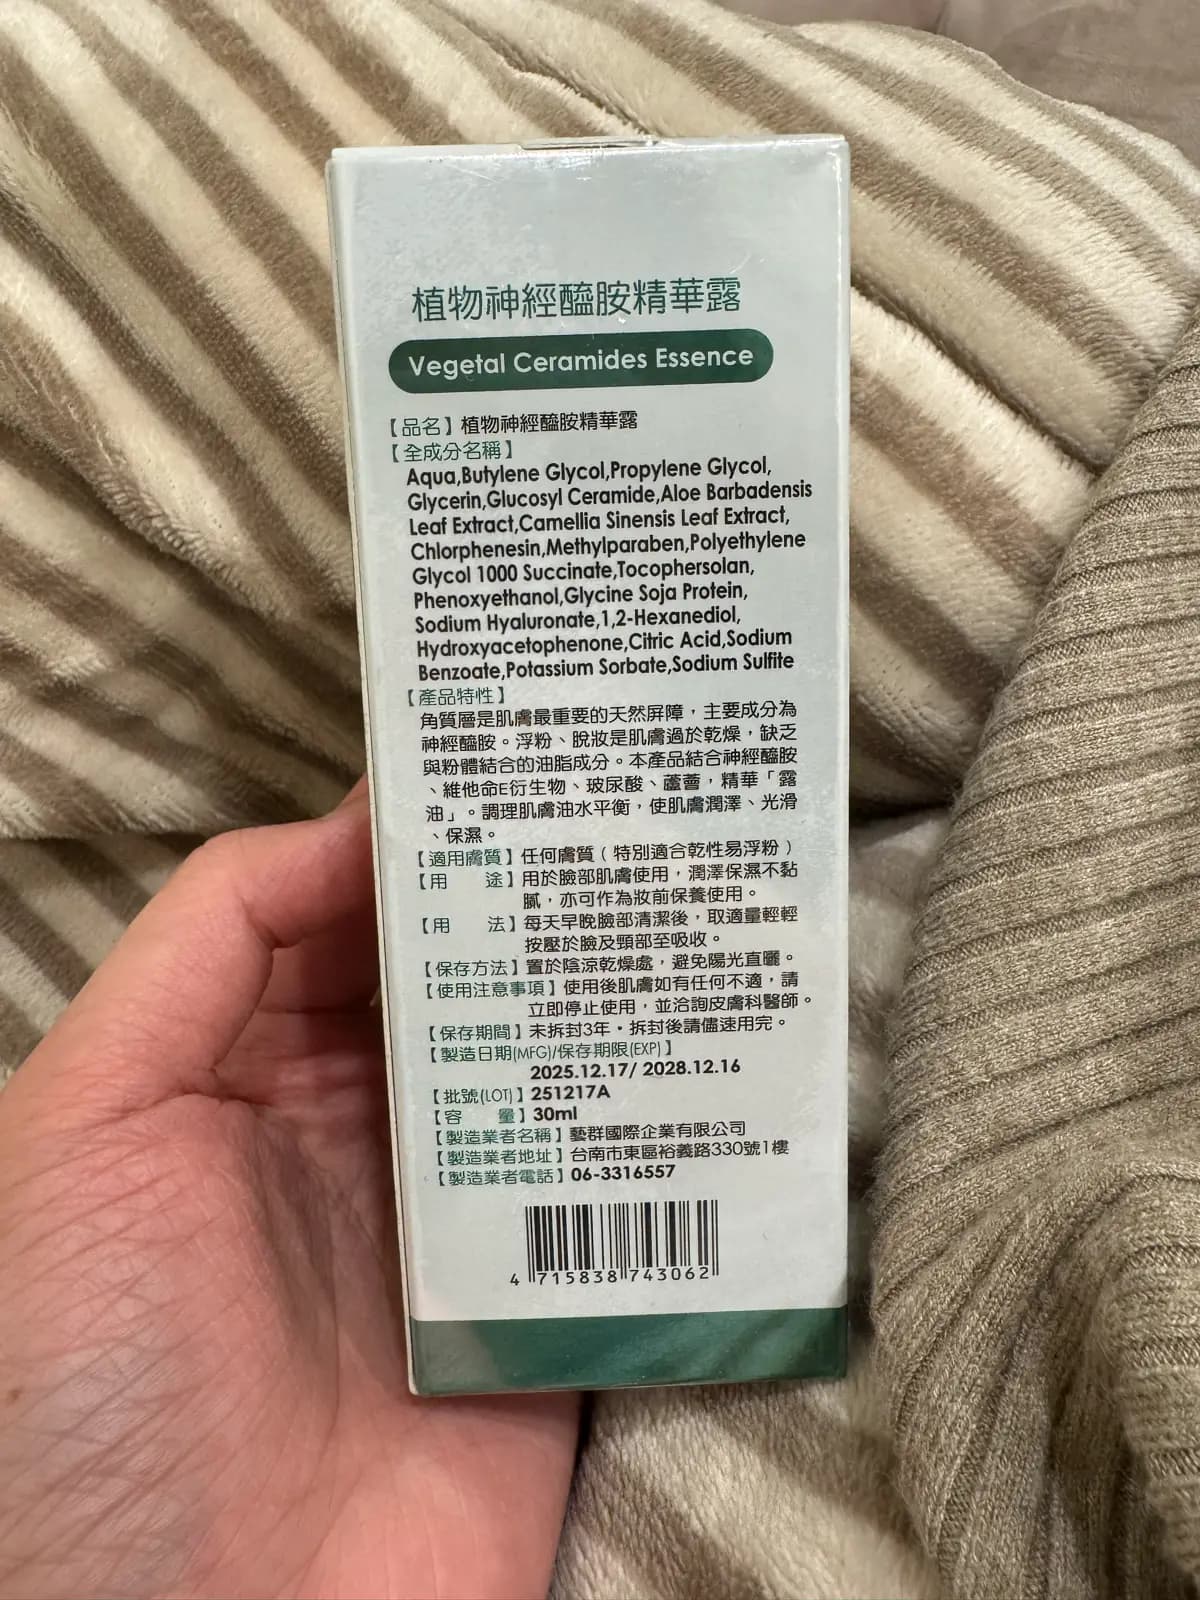 植物神經醯胺精華露
Vegetal Ceramides Essence
【品名】植物神經醯胺精華露
【全成分名稱】
Aqua,Butylene Glycol,Propylene Glycol,
Glycerin,Glucosyl Ceramide,Aloe Barbadensis
Leaf Extract,Camellia Sinensis Leaf Extract,
Chlorphenesin,Methylparaben,Polyethylene
Glycol 1000 Succinate,Tocophersolan,
Phenoxyethanol,Glycine Soja Protein,
Sodium Hyaluronate,1,2-Hexanediol,
Hydroxyacetophenone,Citric Acid,Sodium
Benzoate,Potassium Sorbate,Sodium Sulfite
【產品特性】
角質層是肌膚最重要的天然屏障，主要成分為
神經醯胺。浮粉、脫妝是肌膚過於乾燥，缺乏
與粉體結合的油脂成分。本產品結合神經醯胺
、維他命E衍生物、玻尿酸、蘆薈，精華「露
油」。調理肌膚油水平衡，使肌膚潤澤、光滑
、保濕。
【適用膚質】任何膚質（特別適合乾性易浮粉）
【用　　途】用於臉部肌膚使用，潤澤保濕不黏
膩，亦可作為妝前保養使用。
【用　　法】每天早晚臉部清潔後，取適量輕輕
按壓於臉及頸部至吸收。
【保存方法】置於陰涼乾燥處，避免陽光直曬。
【使用注意事項】使用後肌膚如有任何不適，請
立即停止使用，並洽詢皮膚科醫師。
【保存期間】未拆封3年・拆封後請儘速用完。
【製造日期(MFG)/保存期限(EXP)】
2025.12.17/ 2028.12.16
【批號(LOT)】251217A
【容　　量】30ml
【製造業者名稱】藝群國際企業有限公司
【製造業者地址】台南市東區裕義路330號1樓
【製造業者電話】06-3316557
4 715838 743062